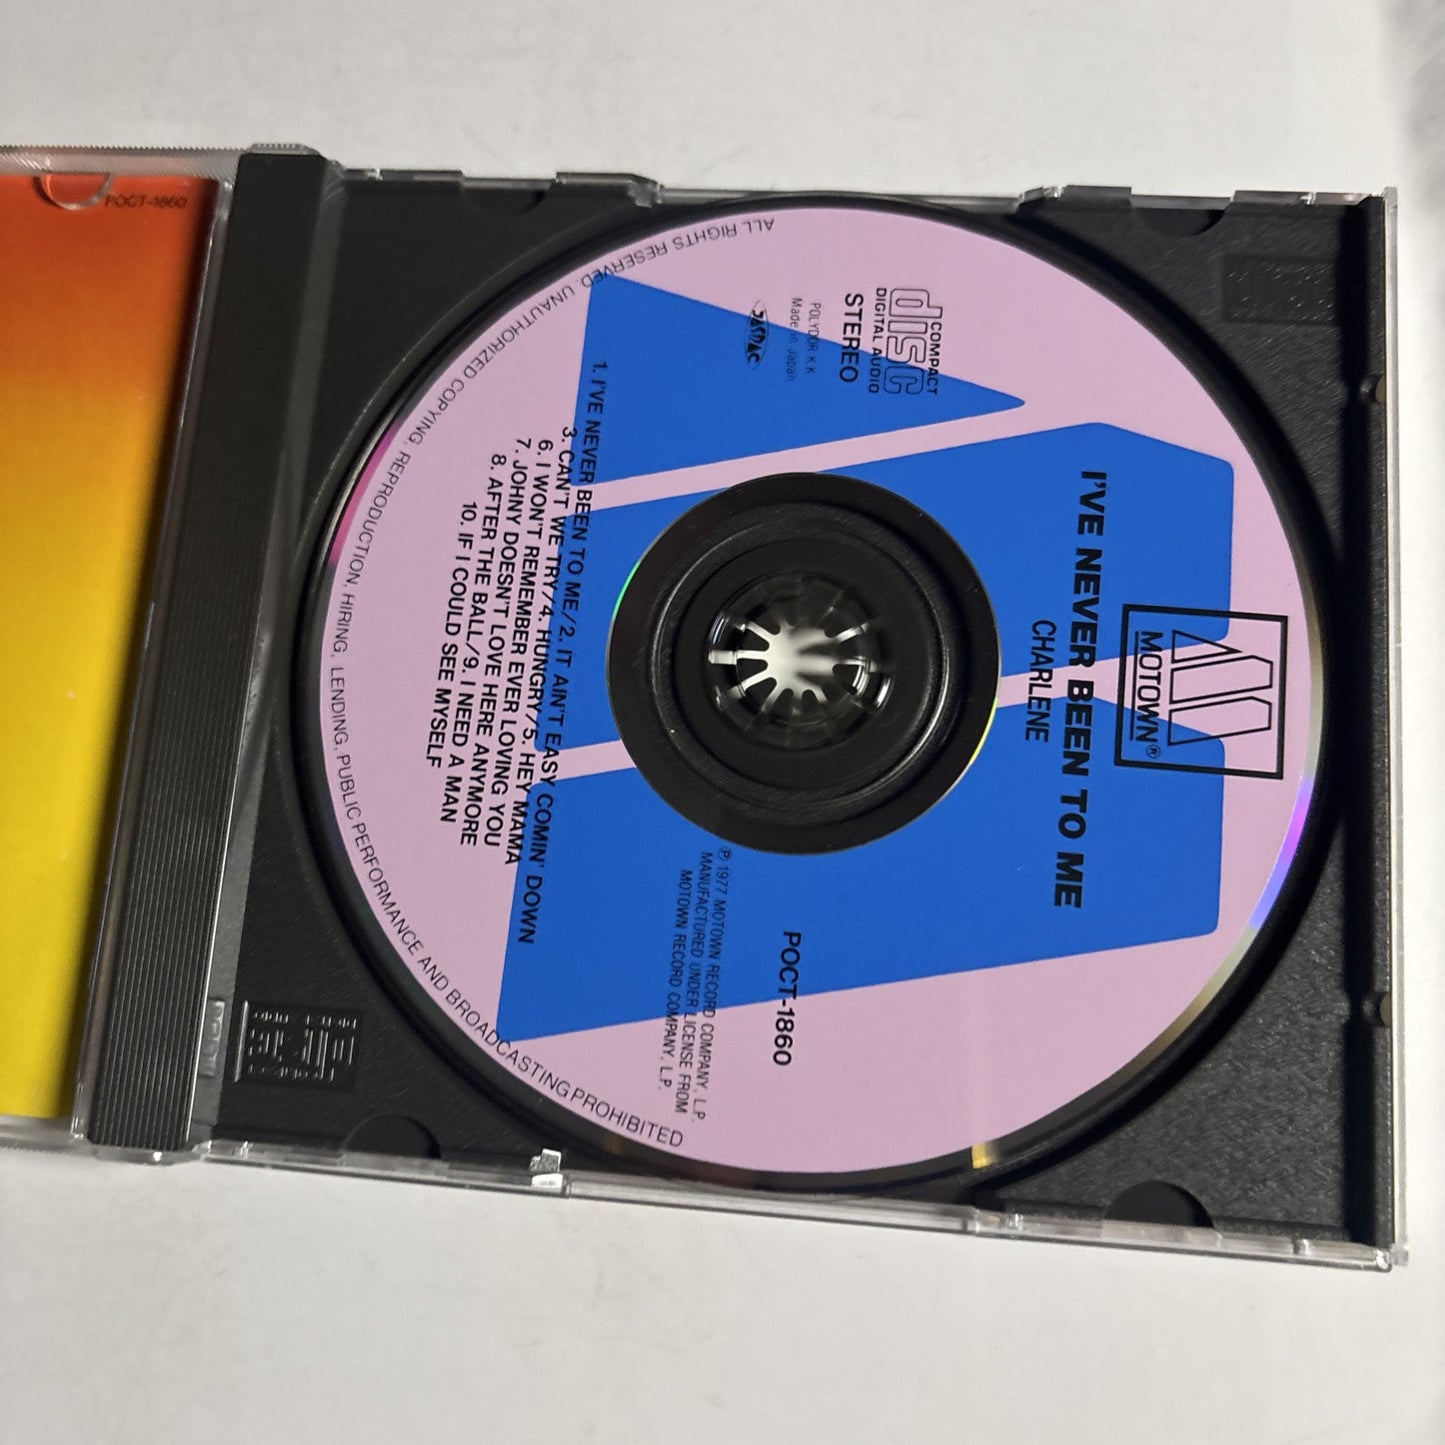 POCT-1860
MOTOWN®
I'VE NEVER BEEN TO ME
CHARLENE
COMPACT
disc
DIGITAL AUDIO
STEREO
POLYDOR K.K.
Made in Japan
JASRAC
POCT-1860
℗ 1977 MOTOWN RECORD COMPANY, L.P.
MANUFACTURED UNDER LICENSE FROM
MOTOWN RECORD COMPANY, L.P.
1. I'VE NEVER BEEN TO ME/2. IT AIN'T EASY COMIN' DOWN
3. CAN'T WE TRY/4. HUNGRY/5. HEY MAMA
6. I WON'T REMEMBER EVER LOVING YOU
7. JOHNY DOESN'T LOVE HERE ANYMORE
8. AFTER THE BALL/9. I NEED A MAN
10. IF I COULD SEE MYSELF
ALL RIGHTS RESERVED. UNAUTHORIZED COPYING, REPRODUCTION, HIRING, LENDING, PUBLIC PERFORMANCE AND BROADCASTING PROHIBITED